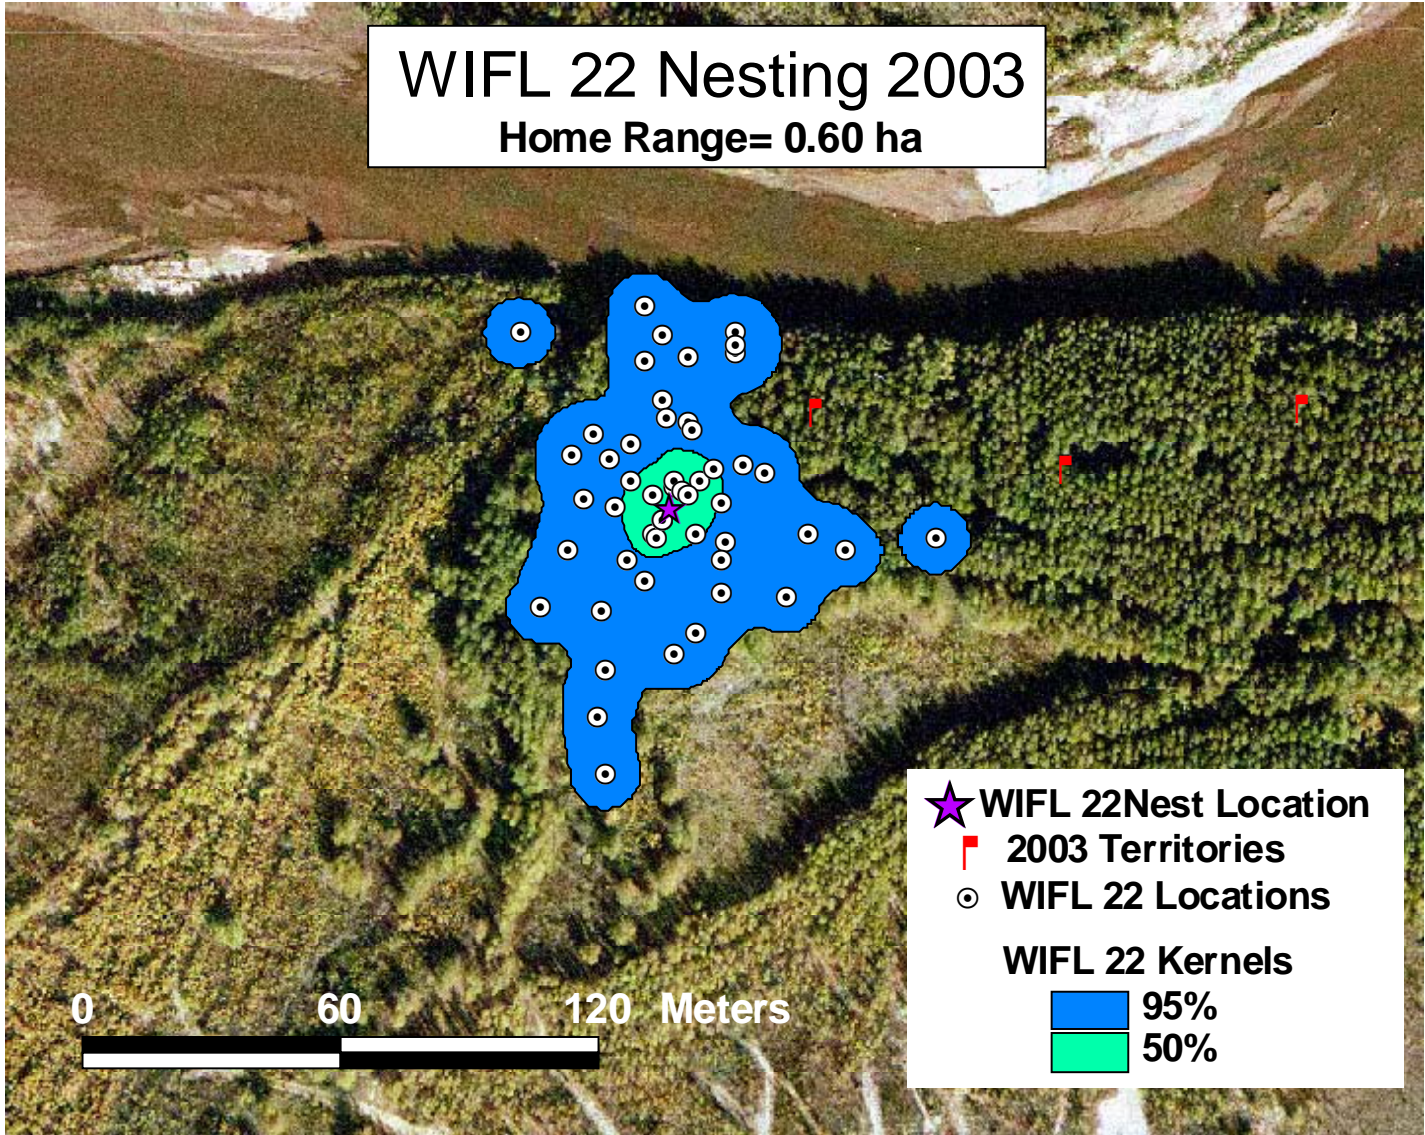 WIFL 22 Nesting 2003
Home Range= 0.60 ha
WIFL 22Nest Location
2003 Territories
WIFL 22 Locations
WIFL 22 Kernels
95%
50%
0 60 120 Meters